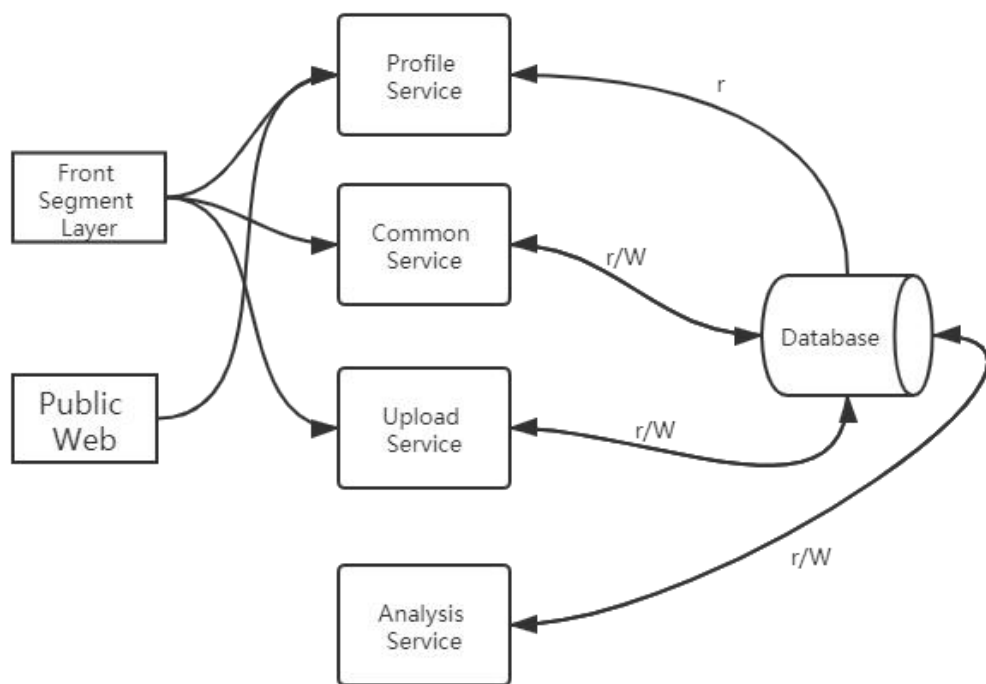 Profile
Service
r
Front
Segment
Layer
Common
Service
r/W
Database
Public
Web
Upload
Service
r/W
r/W
Analysis
Service